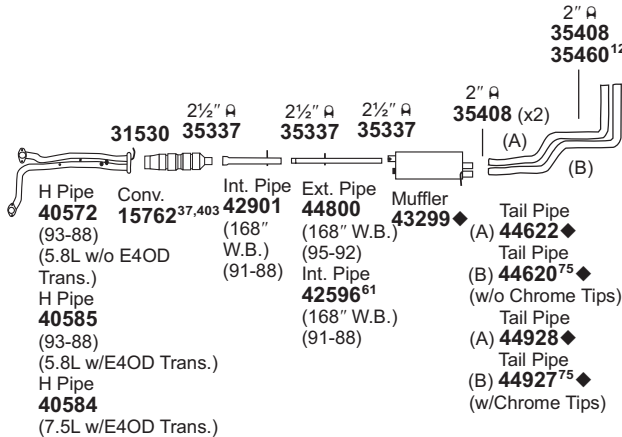 2″
35408
35460¹²
2″
35408 (x2)
(A)
(B)
31530
2½″
35337
2½″
35337
2½″
35337
H Pipe
40572
(93-88)
(5.8L w/o E4OD
Trans.)
H Pipe
40585
(93-88)
(5.8L w/E4OD Trans.)
H Pipe
40584
(7.5L w/E4OD Trans.)
Conv.
15762³⁷,⁴⁰³
Int. Pipe
42901
(168″
W.B.)
(91-88)
Ext. Pipe
44800
(168″ W.B.)
(95-92)
Int. Pipe
42596⁶¹
(168″ W.B.)
(91-88)
Muffler
43299◆
Tail Pipe
(A) 44622◆
Tail Pipe
(B) 44620⁷⁵◆
(w/o Chrome Tips)
Tail Pipe
(A) 44928◆
Tail Pipe
(B) 44927⁷⁵◆
(w/Chrome Tips)